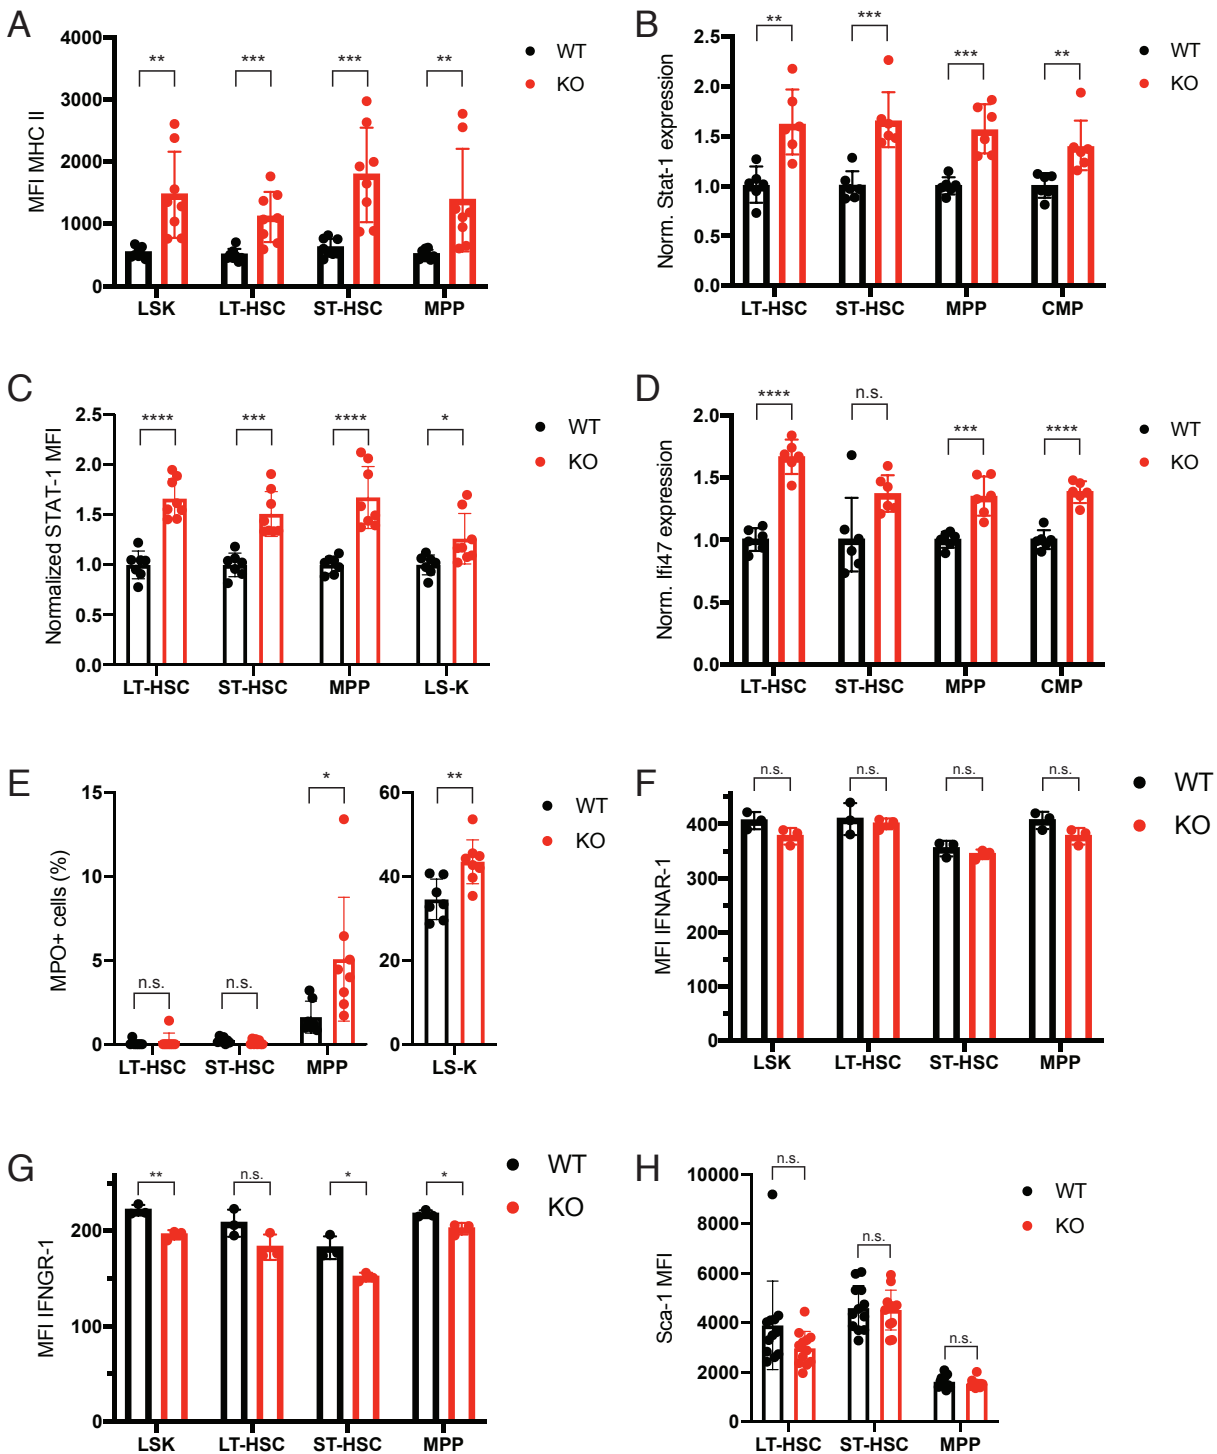 A
MFI MHC II
4000
3000
2000
1000
0
** *** *** **
LSK LT-HSC ST-HSC MPP
WT
KO
B
Norm. Stat-1 expression
2.5
2.0
1.5
1.0
0.5
0.0
** *** *** **
LT-HSC ST-HSC MPP CMP
WT
KO
C
Normalized STAT-1 MFI
2.5
2.0
1.5
1.0
0.5
0.0
**** *** **** *
LT-HSC ST-HSC MPP LS-K
WT
KO
D
Norm. Ifi47 expression
2.0
1.5
1.0
0.5
0.0
**** n.s. *** ****
LT-HSC ST-HSC MPP CMP
WT
KO
E
MPO+ cells (%)
15
10
5
0
n.s. n.s. *
LT-HSC ST-HSC MPP
60
40
20
0
**
LS-K
WT
KO
F
MFI IFNAR-1
400
300
200
100
0
n.s. n.s. n.s. n.s.
LSK LT-HSC ST-HSC MPP
WT
KO
G
MFI IFNGR-1
200
100
0
** n.s. * *
LSK LT-HSC ST-HSC MPP
WT
KO
H
Sca-1 MFI
10000
8000
6000
4000
2000
0
n.s. n.s. n.s.
LT-HSC ST-HSC MPP
WT
KO